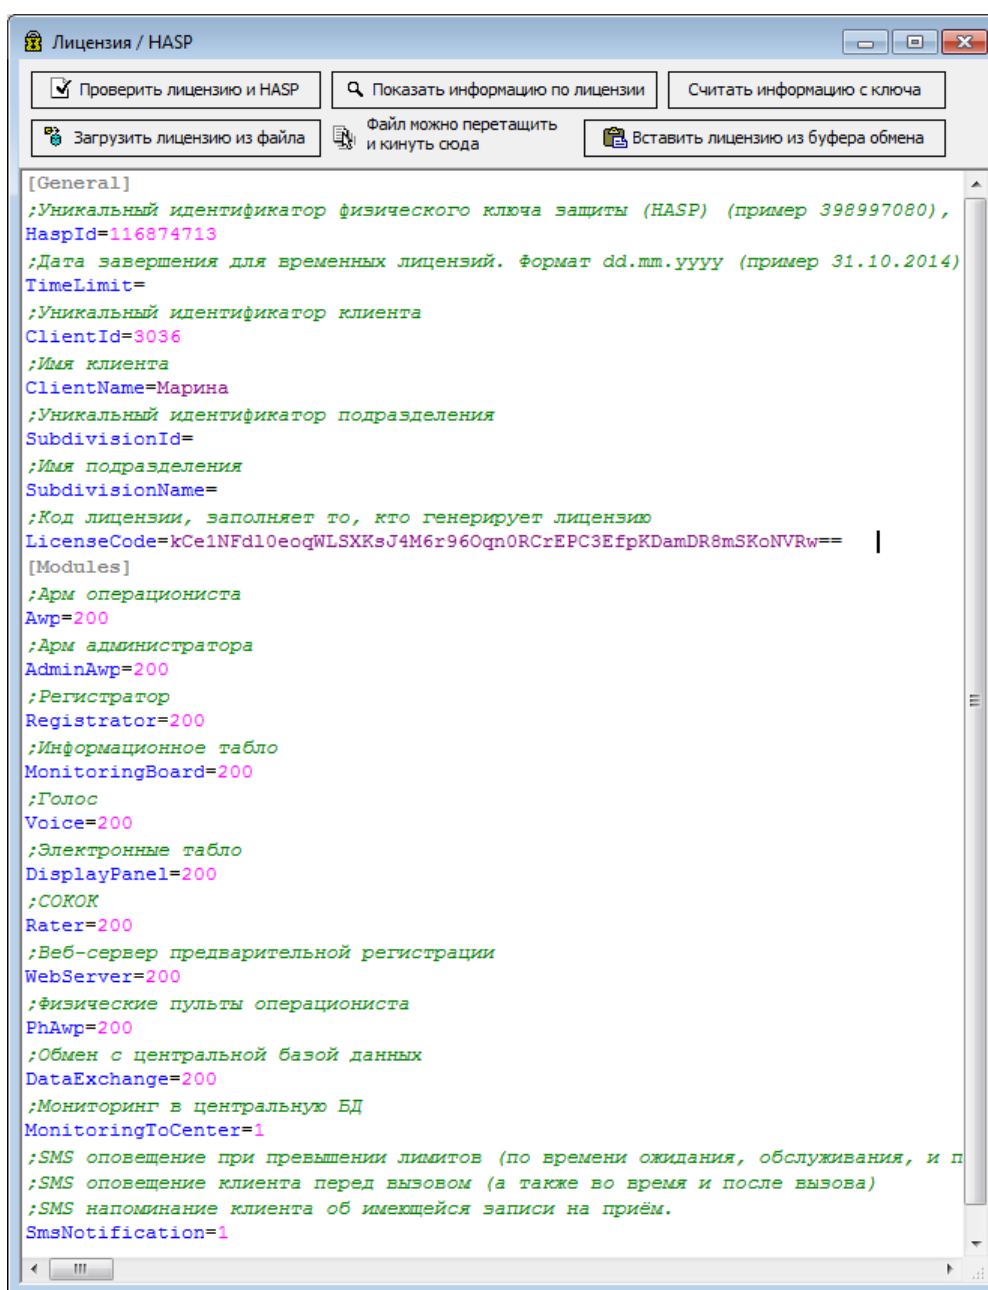 Лицензия / HASP
Проверить лицензию и HASP
Показать информацию по лицензии
Считать информацию с ключа
Загрузить лицензию из файла
Файл можно перетащить
и кинуть сюда
Вставить лицензию из буфера обмена
[General]
;Уникальный идентификатор физического ключа защиты (HASP) (пример 398997080),
HaspId=116874713
;Дата завершения для временных лицензий. Формат dd.mm.yyyy (пример 31.10.2014)
TimeLimit=
;Уникальный идентификатор клиента
ClientId=3036
;Имя клиента
ClientName=Марина
;Уникальный идентификатор подразделения
SubdivisionId=
;Имя подразделения
SubdivisionName=
;Код лицензии, заполняет то, кто генерирует лицензию
LicenseCode=kCe1NFdl0eoqWLSXKsJ4M6r96Oqn0RCrEPC3EfpKDamDR8mSKoNVRw==
[Modules]
;Арм операциониста
Awp=200
;Арм администратора
AdminAwp=200
;Регистратор
Registrator=200
;Информационное табло
MonitoringBoard=200
;Голос
Voice=200
;Электронные табло
DisplayPanel=200
;СОКОК
Rater=200
;Веб-сервер предварительной регистрации
WebServer=200
;Физические пульты операциониста
PhAwp=200
;Обмен с центральной базой данных
DataExchange=200
;Мониторинг в центральную БД
MonitoringToCenter=1
;SMS оповещение при превышении лимитов (по времени ожидания, обслуживания, и п
;SMS оповещение клиента перед вызовом (а также во время и после вызова)
;SMS напоминание клиента об имеющейся записи на приём.
SmsNotification=1